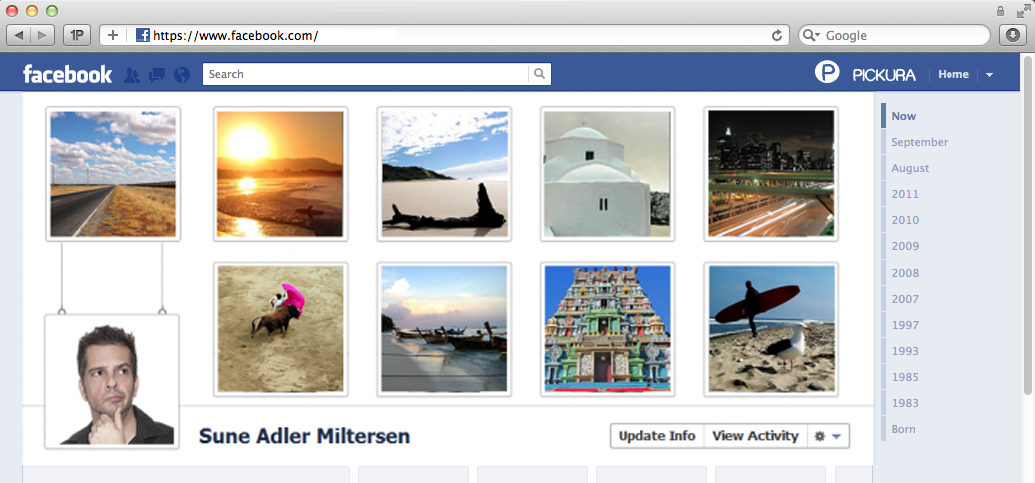 1P
https://www.facebook.com/
Google
facebook
Search
P PICKURA
Home
Now
September
August
2011
2010
2009
2008
2007
1997
1993
1985
1983
Born
Sune Adler Miltersen
Update Info
View Activity